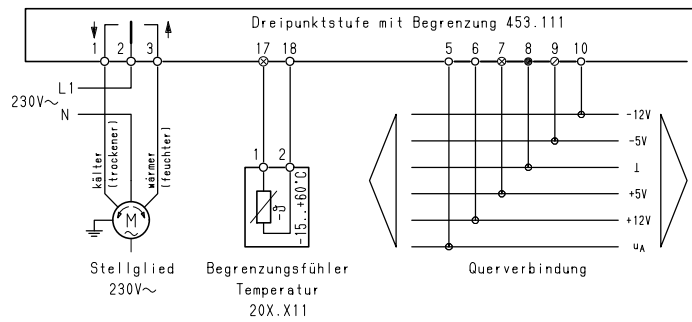 Dreipunktstufe mit Begrenzung 453.111
1 2 3 17 18 5 6 7 8 9 10
L1
230V~
N
kälter
(trockener)
wärmer
(feuchter)
M
~
1 2
-ϑ
-15...+60°C
-12V
-5V
⊥
+5V
+12V
uA
Stellglied
230V~
Begrenzungsfühler
Temperatur
20X.X11
Querverbindung